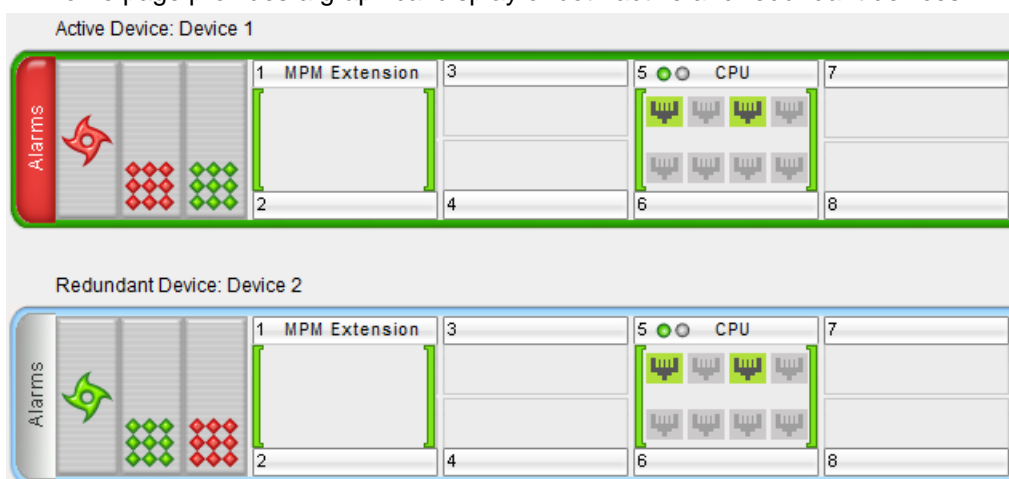 Active Device: Device 1
Alarms
1 MPM Extension 3 5 CPU 7
2 4 6 8
Redundant Device: Device 2
Alarms
1 MPM Extension 3 5 CPU 7
2 4 6 8